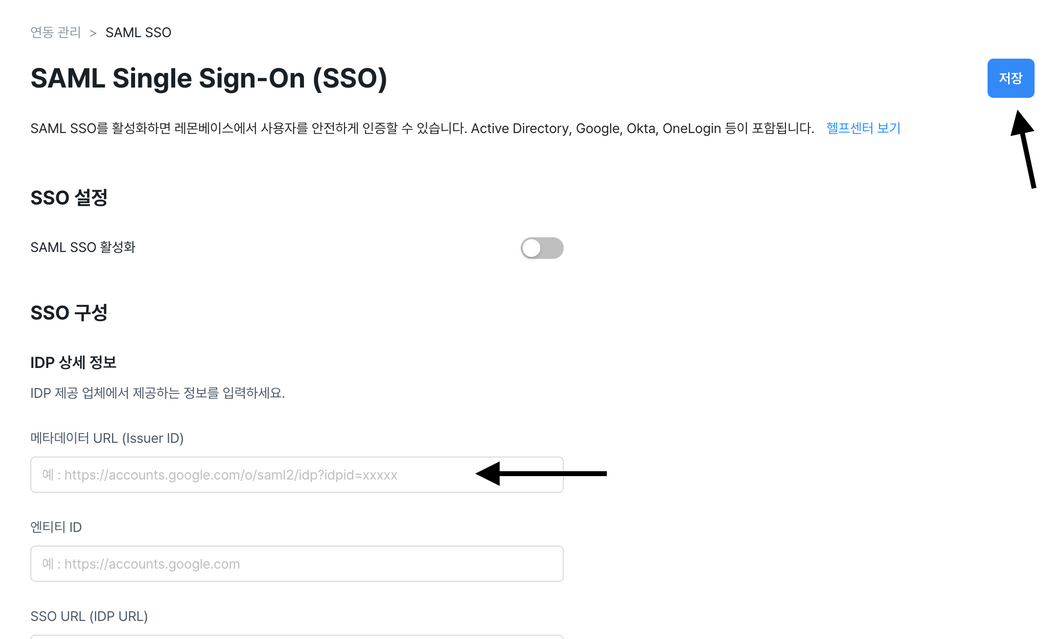 연동 관리 > SAML SSO
SAML Single Sign-On (SSO)
저장
SAML SSO를 활성화하면 레몬베이스에서 사용자를 안전하게 인증할 수 있습니다. Active Directory, Google, Okta, OneLogin 등이 포함됩니다. 헬프센터 보기
SSO 설정
SAML SSO 활성화
SSO 구성
IDP 상세 정보
IDP 제공 업체에서 제공하는 정보를 입력하세요.
메타데이터 URL (Issuer ID)
예 : https://accounts.google.com/o/saml2/idp?idpid=xxxxx
엔티티 ID
예 : https://accounts.google.com
SSO URL (IDP URL)